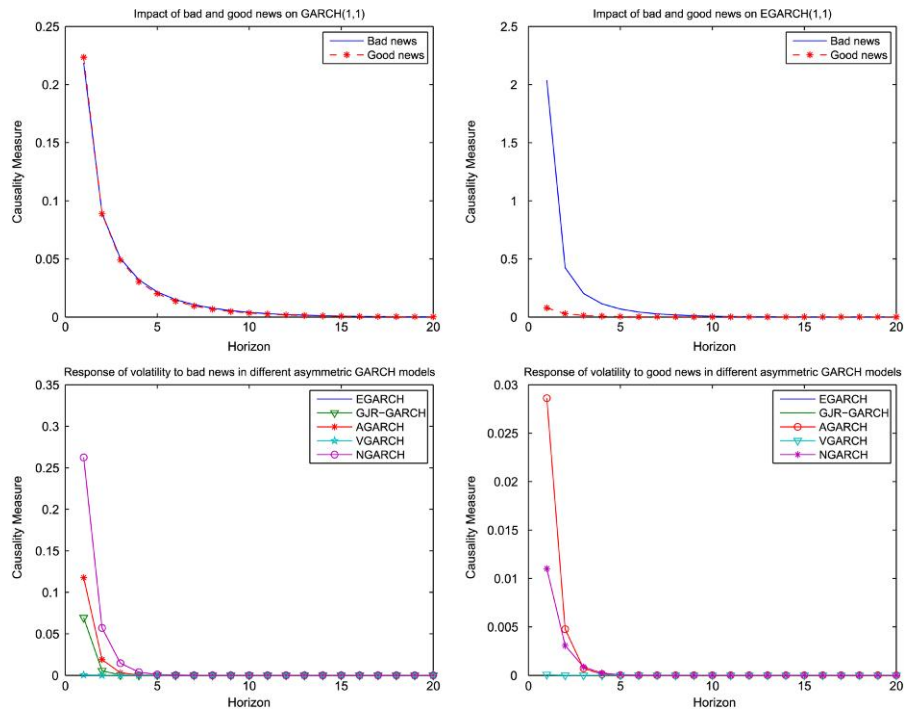 Impact of bad and good news on GARCH(1,1)
0.25
0.2
0.15
0.1
0.05
0
Causality Measure
0 5 10 15 20
Horizon
Bad news
Good news
Impact of bad and good news on EGARCH(1,1)
2.5
2
1.5
1
0.5
0
Causality Measure
0 5 10 15 20
Horizon
Bad news
Good news
Response of volatility to bad news in different asymmetric GARCH models
0.35
0.3
0.25
0.2
0.15
0.1
0.05
0
Causality Measure
0 5 10 15 20
Horizon
EGARCH
GJR−GARCH
AGARCH
VGARCH
NGARCH
Response of volatility to good news in different asymmetric GARCH models
0.03
0.025
0.02
0.015
0.01
0.005
0
Causality Measure
0 5 10 15 20
Horizon
EGARCH
GJR−GARCH
AGARCH
VGARCH
NGARCH